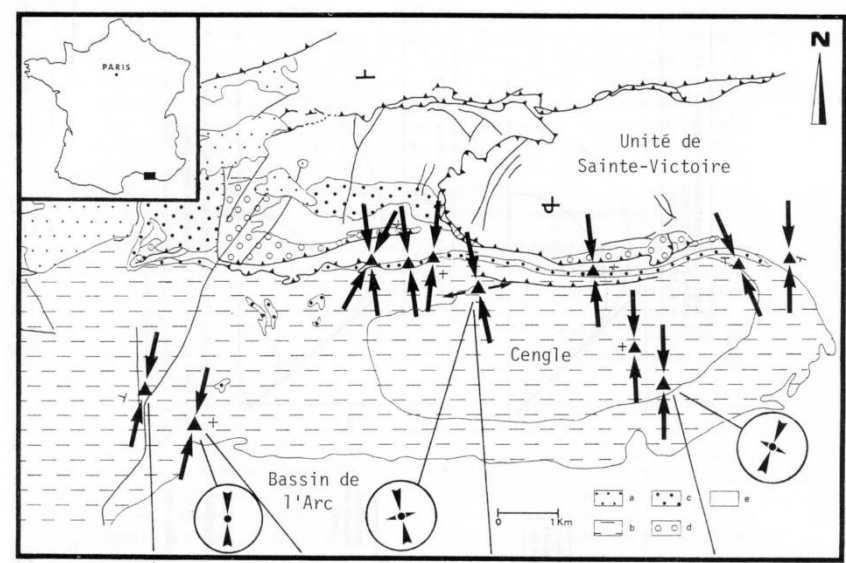 PARIS
N
Unité de
Sainte-Victoire
Cengle
Bassin de
l'Arc
a
c
e
b
d
0
1Km